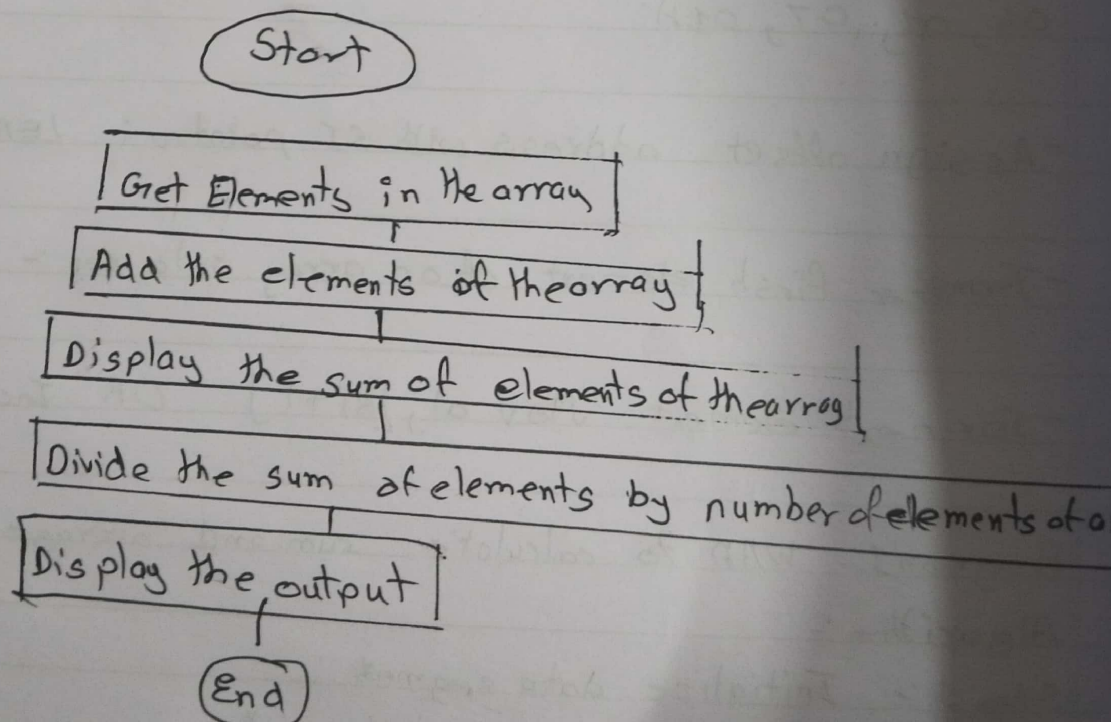 Start
Get Elements in the array
Add the elements of the array
Display the sum of elements of the array
Divide the sum of elements by number of elements of a
Display the output
End